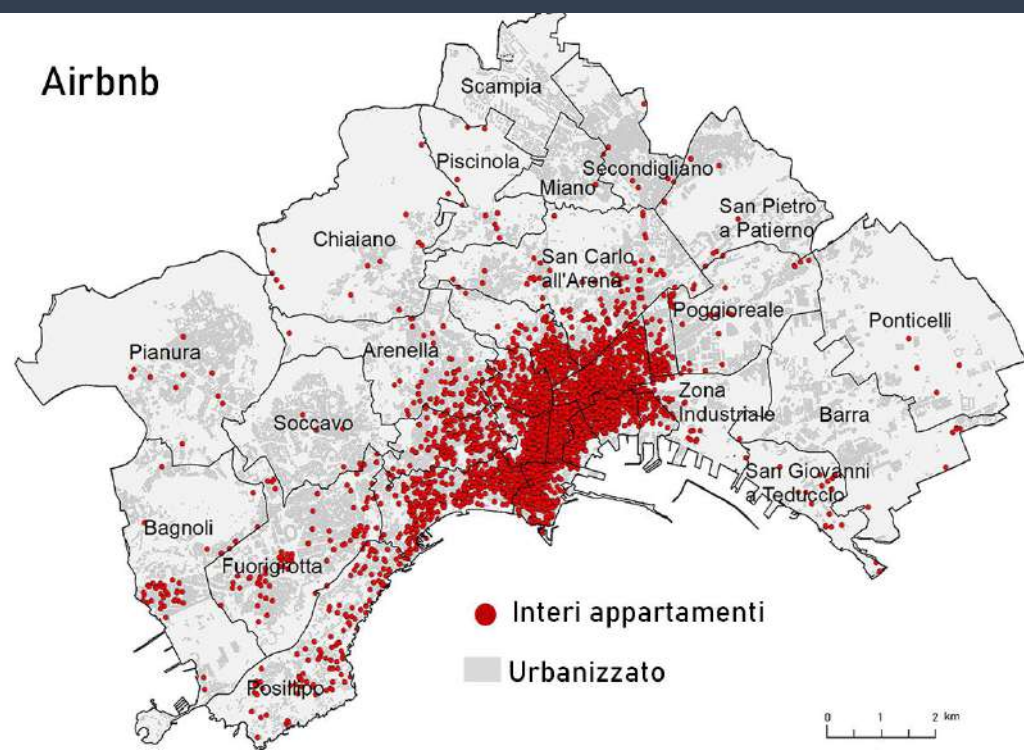 Airbnb
Scampia
Piscinola
Miano
Secondigliano
San Pietro
a Patierno
Chiaiano
San Carlo
all'Arena
Poggioreale
Ponticelli
Pianura
Arenella
Soccavo
Zona
Industriale
Barra
San Giovanni
a Teduccio
Bagnoli
Fuorigrotta
Posillipo
Interi appartamenti
Urbanizzato
0 1 2 km